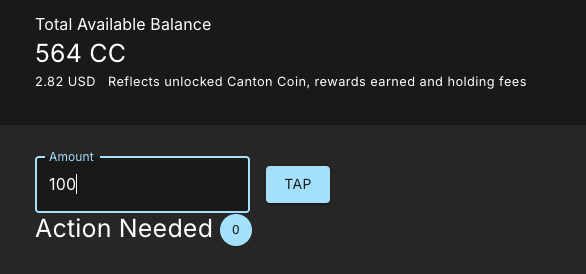 Total Available Balance
564 CC
2.82 USD Reflects unlocked Canton Coin, rewards earned and holding fees
Amount
100
TAP
Action Needed 0